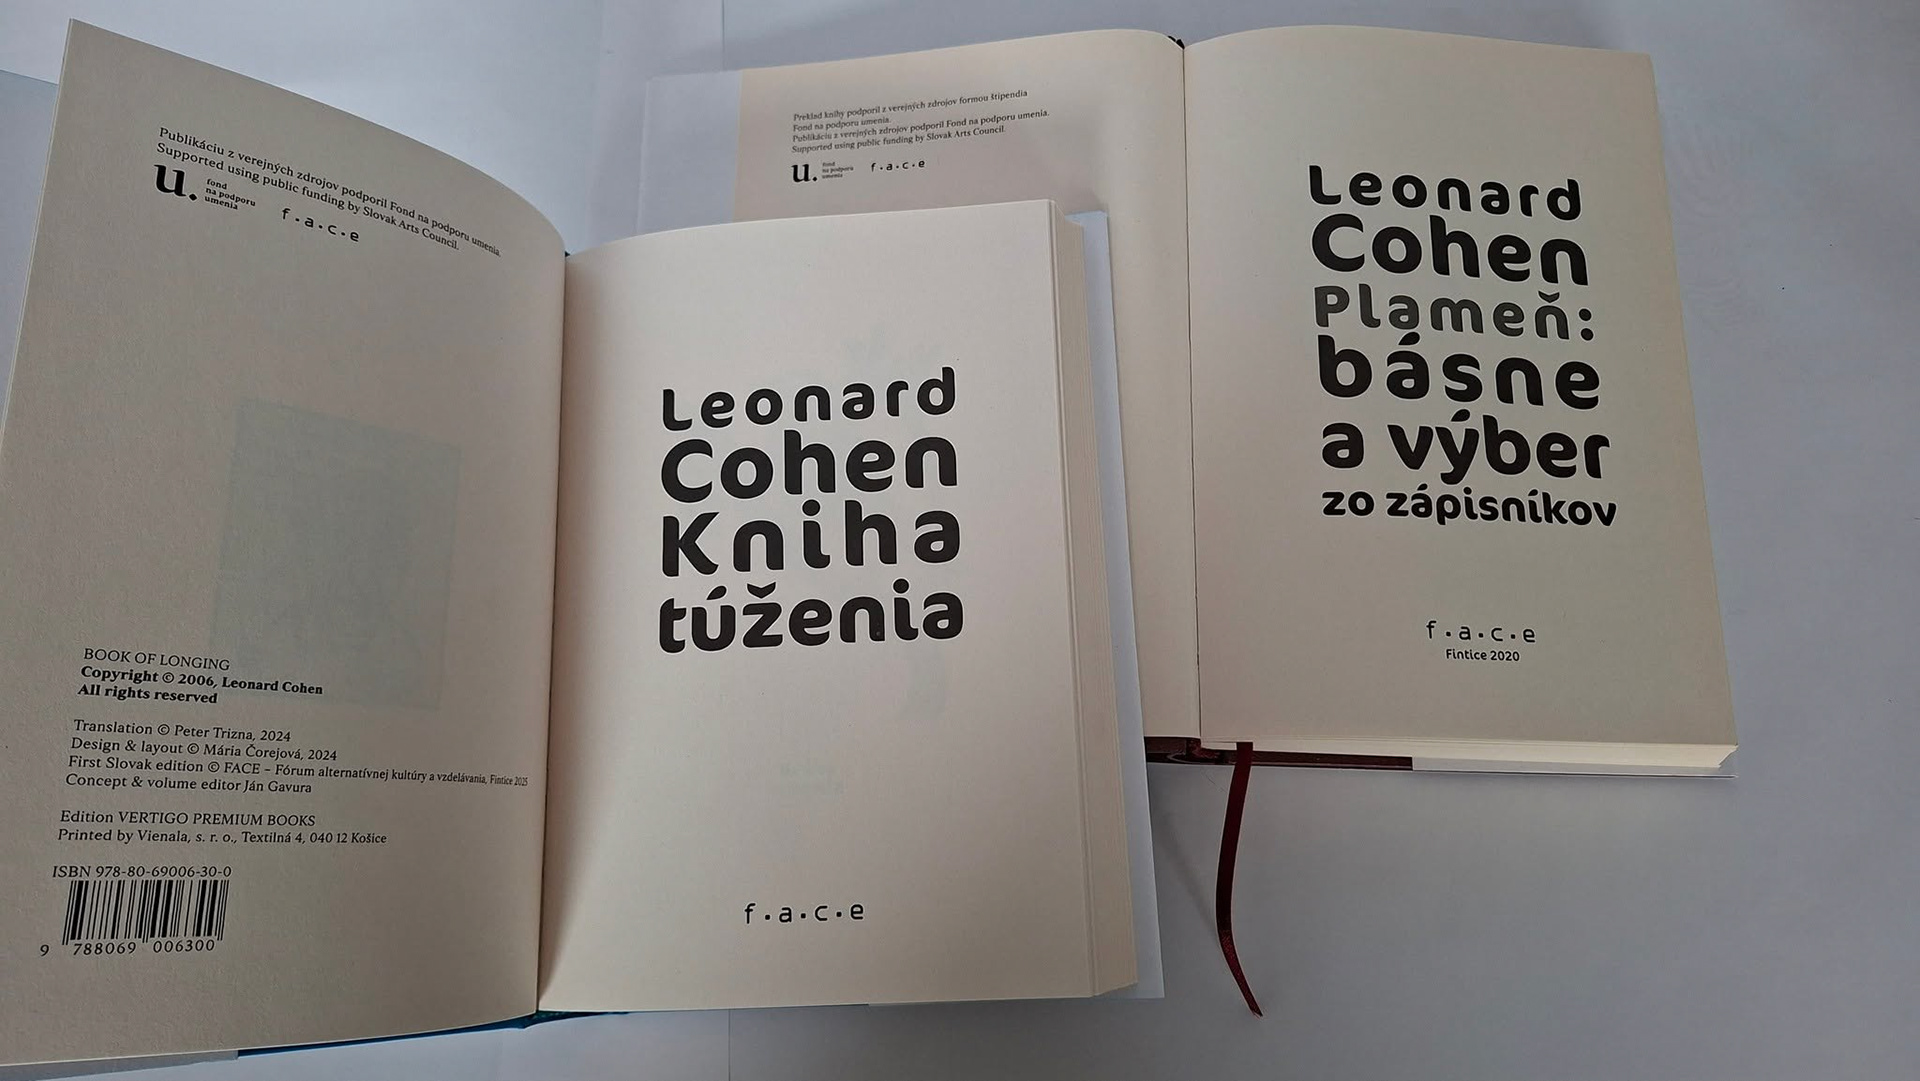 Publikáciu z verejných zdrojov podporil Fond na podporu umenia.
Supported using public funding by Slovak Arts Council.
u. fond
na podporu
umenia
f.a.c.e
BOOK OF LONGING
Copyright © 2006, Leonard Cohen
All rights reserved
Translation © Peter Trizna, 2024
Design & layout © Mária Čorejová, 2024
First Slovak edition © FACE – Fórum alternatívnej kultúry a vzdelávania, Fintice 2025
Concept & volume editor Ján Gavura
Edition VERTIGO PREMIUM BOOKS
Printed by Vienala, s. r. o., Textilná 4, 040 12 Košice
ISBN 978-80-69006-30-0
9 788069 006300
Leonard
Cohen
Kniha
túženia
f.a.c.e
Preklad knihy podporil z verejných zdrojov formou štipendia
Fond na podporu umenia.
Publikáciu z verejných zdrojov podporil Fond na podporu umenia.
Supported using public funding by Slovak Arts Council.
u. fond
na podporu
umenia
f.a.c.e
Leonard
Cohen
Plameň:
básne
a výber
zo zápisníkov
f.a.c.e
Fintice 2020